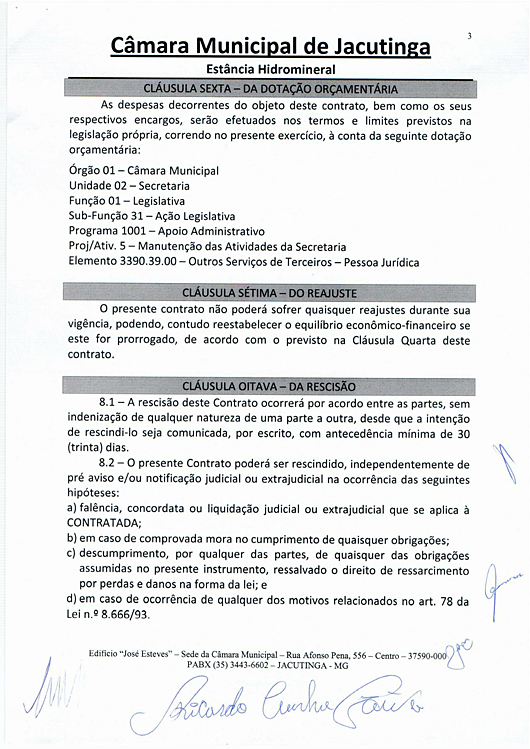 3
Câmara Municipal de Jacutinga
Estância Hidromineral
CLÁUSULA SEXTA – DA DOTAÇÃO ORÇAMENTÁRIA
As despesas decorrentes do objeto deste contrato, bem como os seus
respectivos encargos, serão efetuados nos termos e limites previstos na
legislação própria, correndo no presente exercício, à conta da seguinte dotação
orçamentária:
Órgão 01 – Câmara Municipal
Unidade 02 – Secretaria
Função 01 – Legislativa
Sub-Função 31 – Ação Legislativa
Programa 1001 – Apoio Administrativo
Proj/Ativ. 5 – Manutenção das Atividades da Secretaria
Elemento 3390.39.00 – Outros Serviços de Terceiros – Pessoa Jurídica
CLÁUSULA SÉTIMA – DO REAJUSTE
O presente contrato não poderá sofrer quaisquer reajustes durante sua
vigência, podendo, contudo reestabelecer o equilíbrio econômico-financeiro se
este for prorrogado, de acordo com o previsto na Cláusula Quarta deste
contrato.
CLÁUSULA OITAVA – DA RESCISÃO
8.1 – A rescisão deste Contrato ocorrerá por acordo entre as partes, sem
indenização de qualquer natureza de uma parte a outra, desde que a intenção
de rescindi-lo seja comunicada, por escrito, com antecedência mínima de 30
(trinta) dias.
8.2 – O presente Contrato poderá ser rescindido, independentemente de
pré aviso e/ou notificação judicial ou extrajudicial na ocorrência das seguintes
hipóteses:
a) falência, concordata ou liquidação judicial ou extrajudicial que se aplica à
CONTRATADA;
b) em caso de comprovada mora no cumprimento de quaisquer obrigações;
c) descumprimento, por qualquer das partes, de quaisquer das obrigações
assumidas no presente instrumento, ressalvado o direito de ressarcimento
por perdas e danos na forma da lei; e
d) em caso de ocorrência de qualquer dos motivos relacionados no art. 78 da
Lei n.º 8.666/93.
Edifício “José Esteves” – Sede da Câmara Municipal – Rua Afonso Pena, 556 – Centro – 37590-000
PABX (35) 3443-6602 – JACUTINGA - MG
Ricardo Cunha